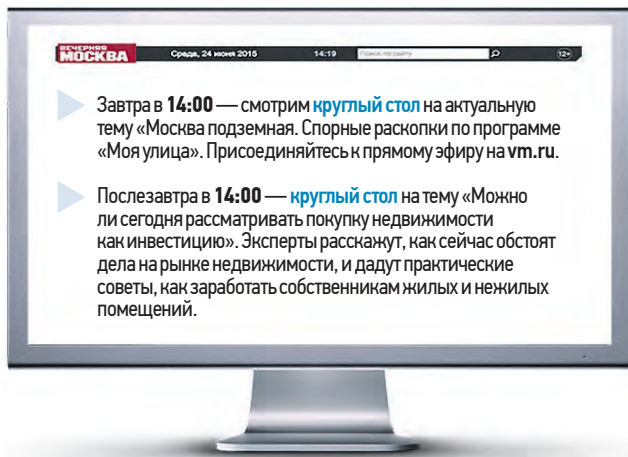 ВЕЧЕРНЯЯ
МОСКВА Среда, 24 июня 2015 14:19 Поиск по сайту 12+
Завтра в 14:00 — смотрим круглый стол на актуальную
тему «Москва подземная. Спорные раскопки по программе
«Моя улица». Присоединяйтесь к прямому эфиру на vm.ru.
Послезавтра в 14:00 — круглый стол на тему «Можно
ли сегодня рассматривать покупку недвижимости
как инвестицию». Эксперты расскажут, как сейчас обстоят
дела на рынке недвижимости, и дадут практические
советы, как заработать собственникам жилых и нежилых
помещений.